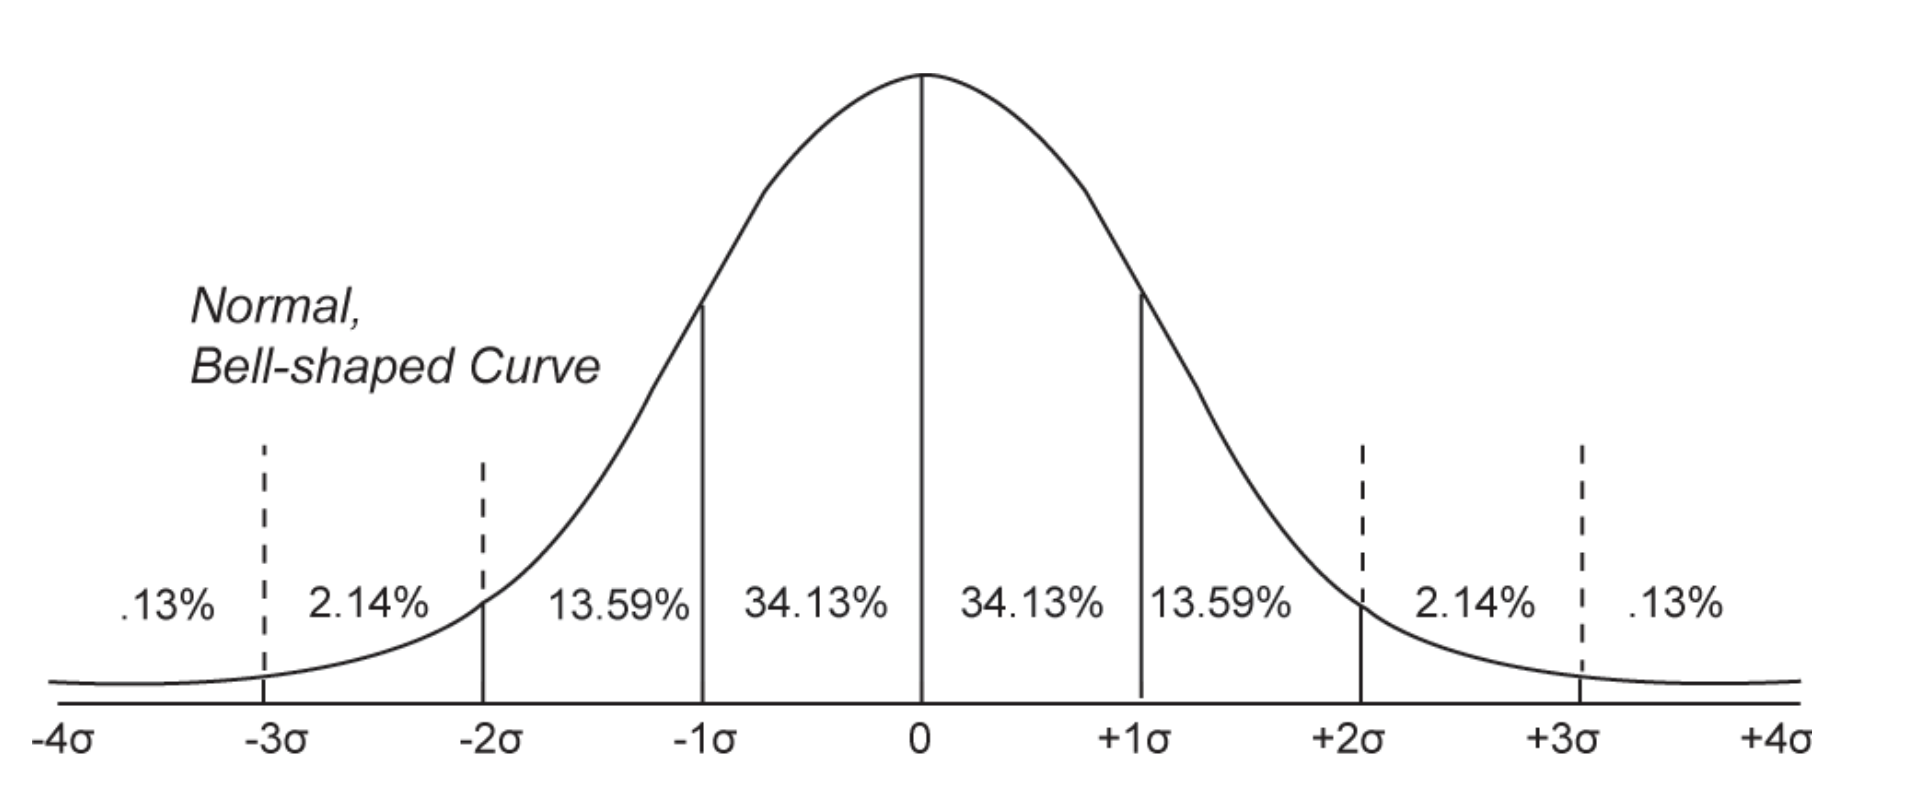 Normal,
Bell-shaped Curve
.13% 2.14% 13.59% 34.13% 34.13% 13.59% 2.14% .13%
-4σ -3σ -2σ -1σ 0 +1σ +2σ +3σ +4σ